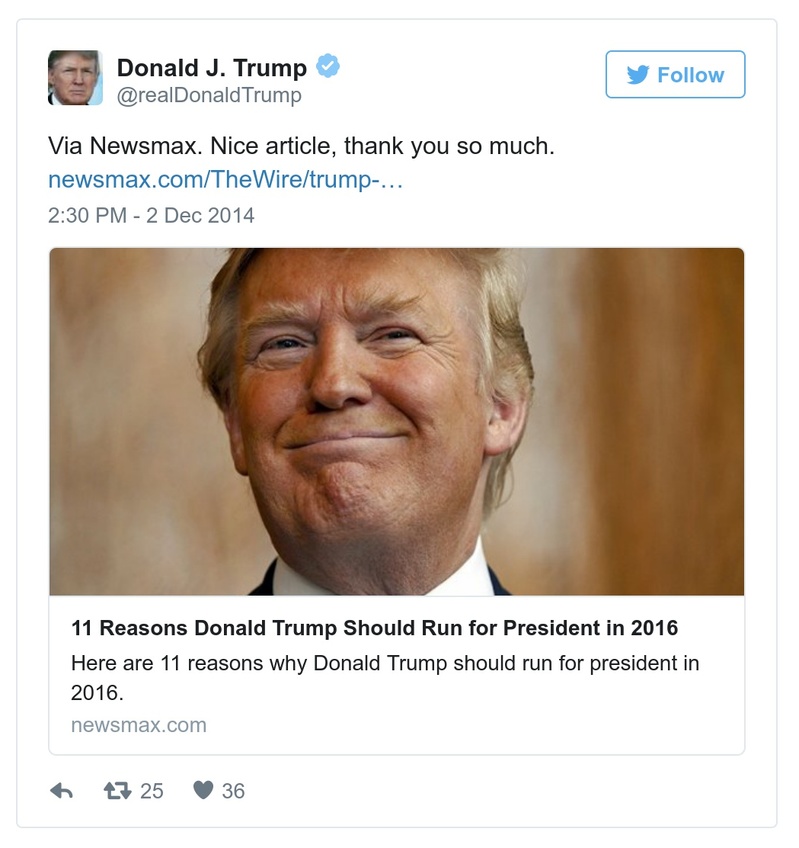 Donald J. Trump
Follow
@realDonaldTrump
Via Newsmax. Nice article, thank you so much.
newsmax.com/TheWire/trump-…
2:30 PM - 2 Dec 2014
11 Reasons Donald Trump Should Run for President in 2016
Here are 11 reasons why Donald Trump should run for president in
2016.
newsmax.com
25
36